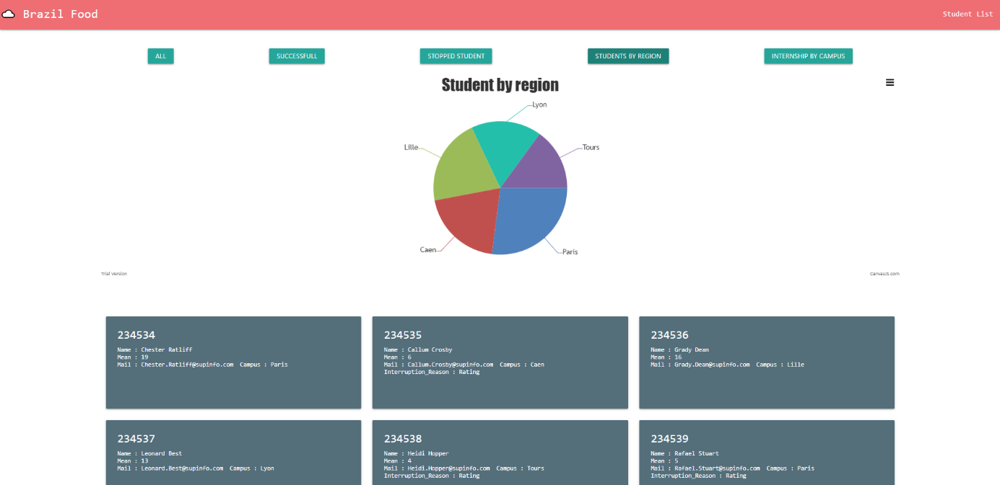 Brazil Food
Student List
ALL
SUCCESSFULL
STOPPED STUDENT
STUDENTS BY REGION
INTERNSHIP BY CAMPUS
Student by region
Lyon
Lille
Tours
Caen
Paris
Trial Version
CanvasJS.com
234534
Name : Chester Ratliff
Mean : 19
Mail : Chester.Ratliff@supinfo.com Campus : Paris
234535
Name : Callum Crosby
Mean : 6
Mail : Callum.Crosby@supinfo.com Campus : Caen
Interruption_Reason : Rating
234536
Name : Grady Dean
Mean : 16
Mail : Grady.Dean@supinfo.com Campus : Lille
234537
Name : Leonard Best
Mean : 13
Mail : Leonard.Best@supinfo.com Campus : Lyon
234538
Name : Heidi Hopper
Mean : 4
Mail : Heidi.Hopper@supinfo.com Campus : Tours
Interruption_Reason : Rating
234539
Name : Rafael Stuart
Mean : 5
Mail : Rafael.Stuart@supinfo.com Campus : Paris
Interruption_Reason : Rating